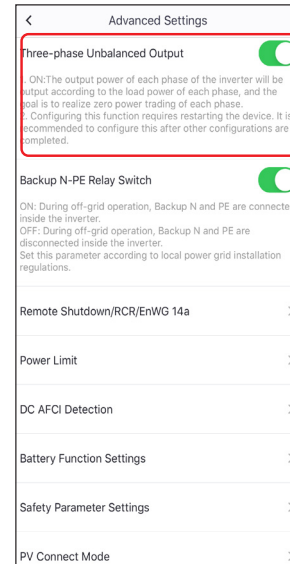 Advanced Settings
Three-phase Unbalanced Output
1. ON:The output power of each phase of the inverter will be
output according to the load power of each phase, and the
goal is to realize zero power trading of each phase.
2. Configuring this function requires restarting the device. It is
recommended to configure this after other configurations are
completed.
Backup N-PE Relay Switch
ON: During off-grid operation, Backup N and PE are connecte
inside the inverter.
OFF: During off-grid operation, Backup N and PE are
disconnected inside the inverter.
Set this parameter according to local power grid installation
regulations.
Remote Shutdown/RCR/EnWG 14a
Power Limit
DC AFCI Detection
Battery Function Settings
Safety Parameter Settings
PV Connect Mode